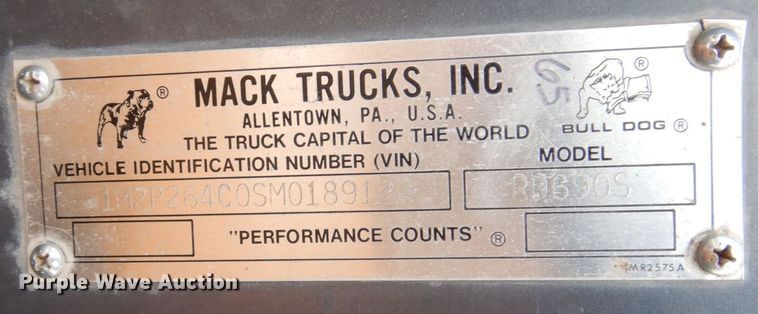 MACK TRUCKS, INC.
65
ALLENTOWN, PA., U.S.A.
THE TRUCK CAPITAL OF THE WORLD
BULL DOG ®
VEHICLE IDENTIFICATION NUMBER (VIN)
MODEL
1M2P264C0SM018912
RD690S
"PERFORMANCE COUNTS" ®
4MR2575A
Purple Wave Auction